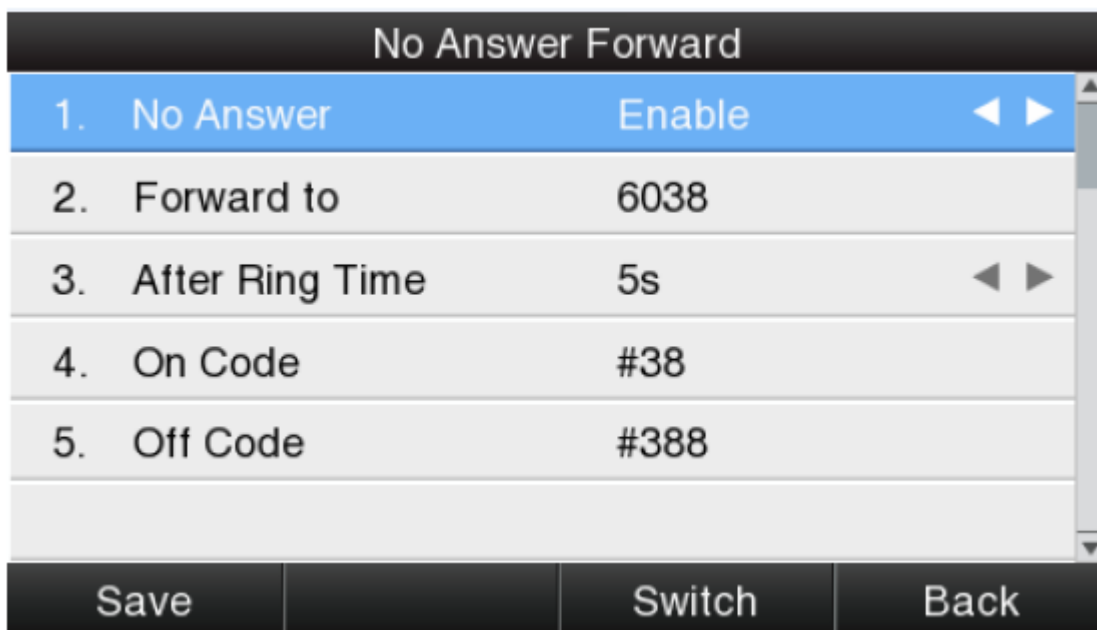 No Answer Forward
1. No Answer Enable
2. Forward to 6038
3. After Ring Time 5s
4. On Code #38
5. Off Code #388
Save Switch Back